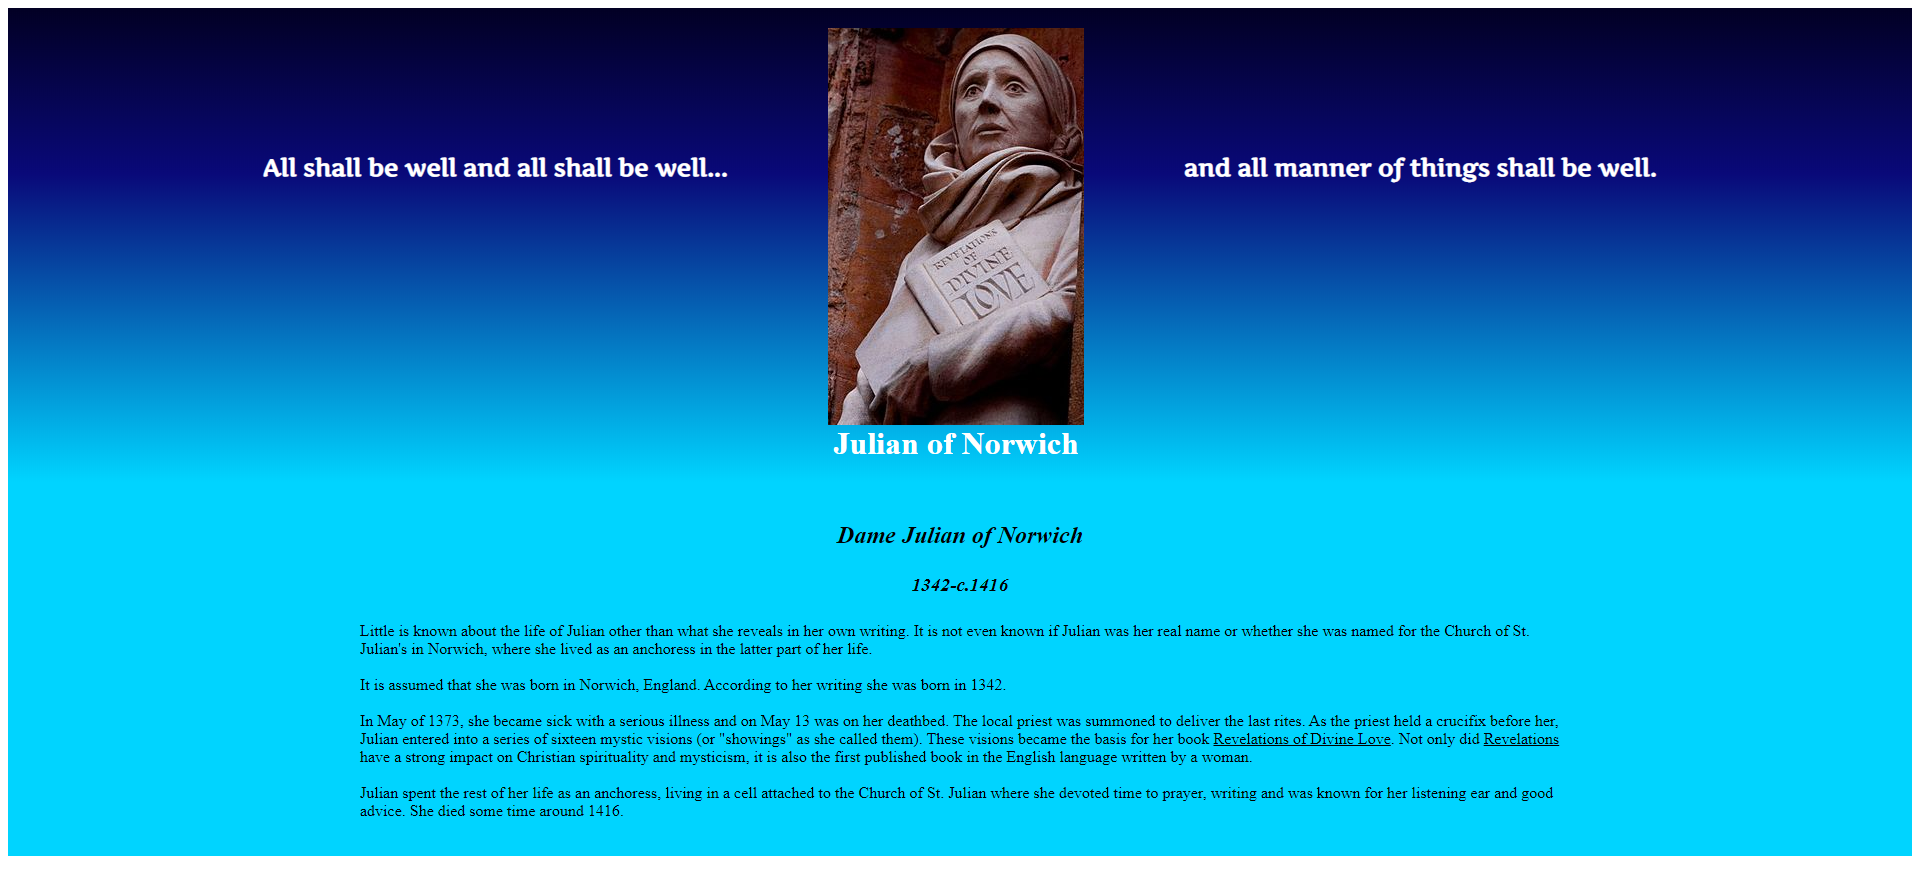 All shall be well and all shall be well...
and all manner of things shall be well.
REVELATIONS
OF
DIVINE
LOVE
Julian of Norwich
Dame Julian of Norwich
1342-c.1416
Little is known about the life of Julian other than what she reveals in her own writing. It is not even known if Julian was her real name or whether she was named for the Church of St.
Julian's in Norwich, where she lived as an anchoress in the latter part of her life.
It is assumed that she was born in Norwich, England. According to her writing she was born in 1342.
In May of 1373, she became sick with a serious illness and on May 13 was on her deathbed. The local priest was summoned to deliver the last rites. As the priest held a crucifix before her,
Julian entered into a series of sixteen mystic visions (or "showings" as she called them). These visions became the basis for her book Revelations of Divine Love. Not only did Revelations
have a strong impact on Christian spirituality and mysticism, it is also the first published book in the English language written by a woman.
Julian spent the rest of her life as an anchoress, living in a cell attached to the Church of St. Julian where she devoted time to prayer, writing and was known for her listening ear and good
advice. She died some time around 1416.